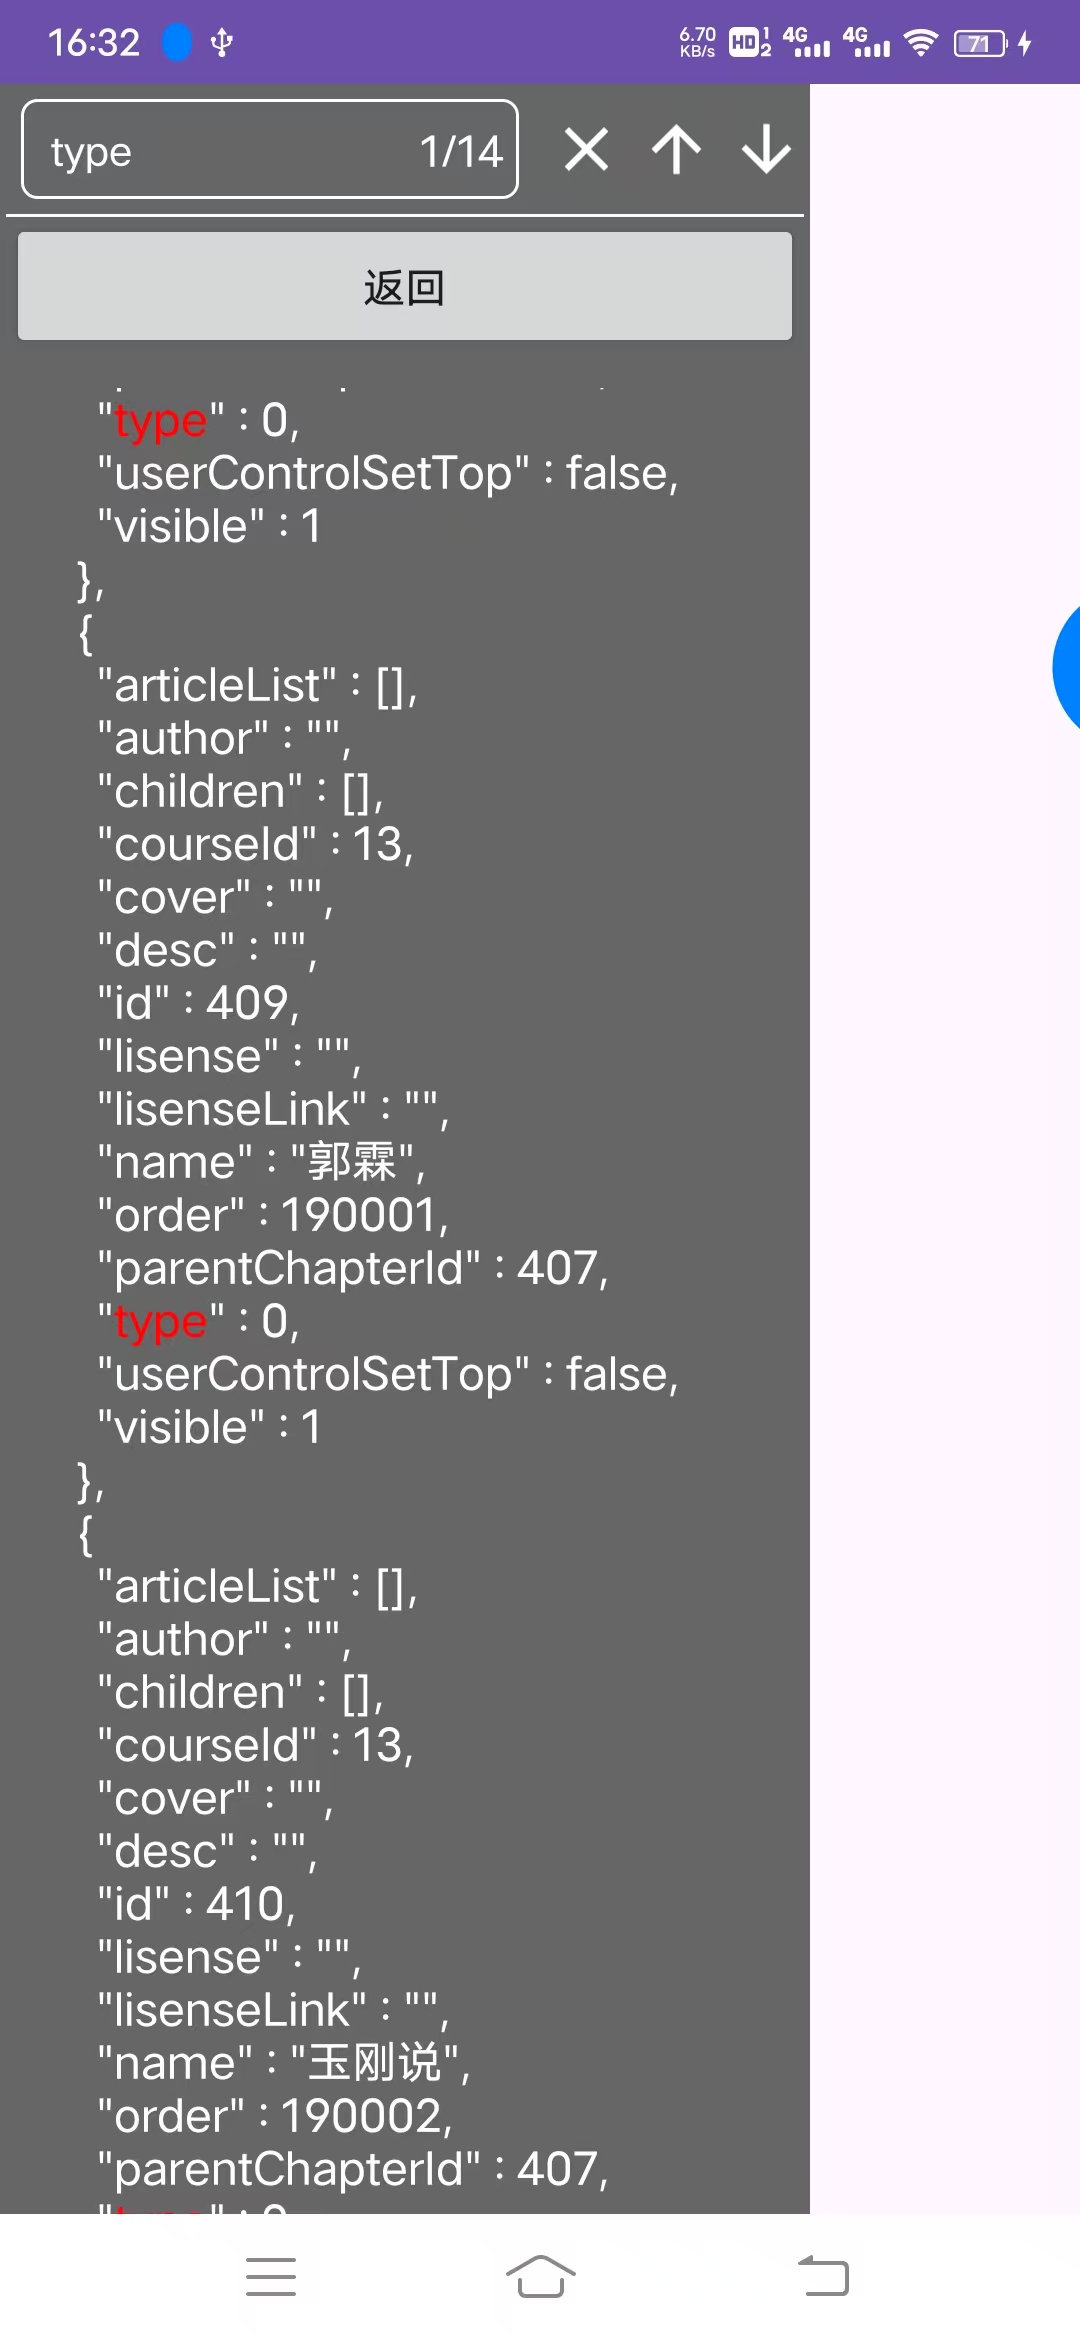 16:32
6.70
KB/s
HD 1
2
4G
4G
71
type 1/14
返回
"type" : 0,
"userControlSetTop" : false,
"visible" : 1
},
{
"articleList" : [],
"author" : "",
"children" : [],
"courseId" : 13,
"cover" : "",
"desc" : "",
"id" : 409,
"lisense" : "",
"lisenseLink" : "",
"name" : "郭霖",
"order" : 190001,
"parentChapterId" : 407,
"type" : 0,
"userControlSetTop" : false,
"visible" : 1
},
{
"articleList" : [],
"author" : "",
"children" : [],
"courseId" : 13,
"cover" : "",
"desc" : "",
"id" : 410,
"lisense" : "",
"lisenseLink" : "",
"name" : "玉刚说",
"order" : 190002,
"parentChapterId" : 407,